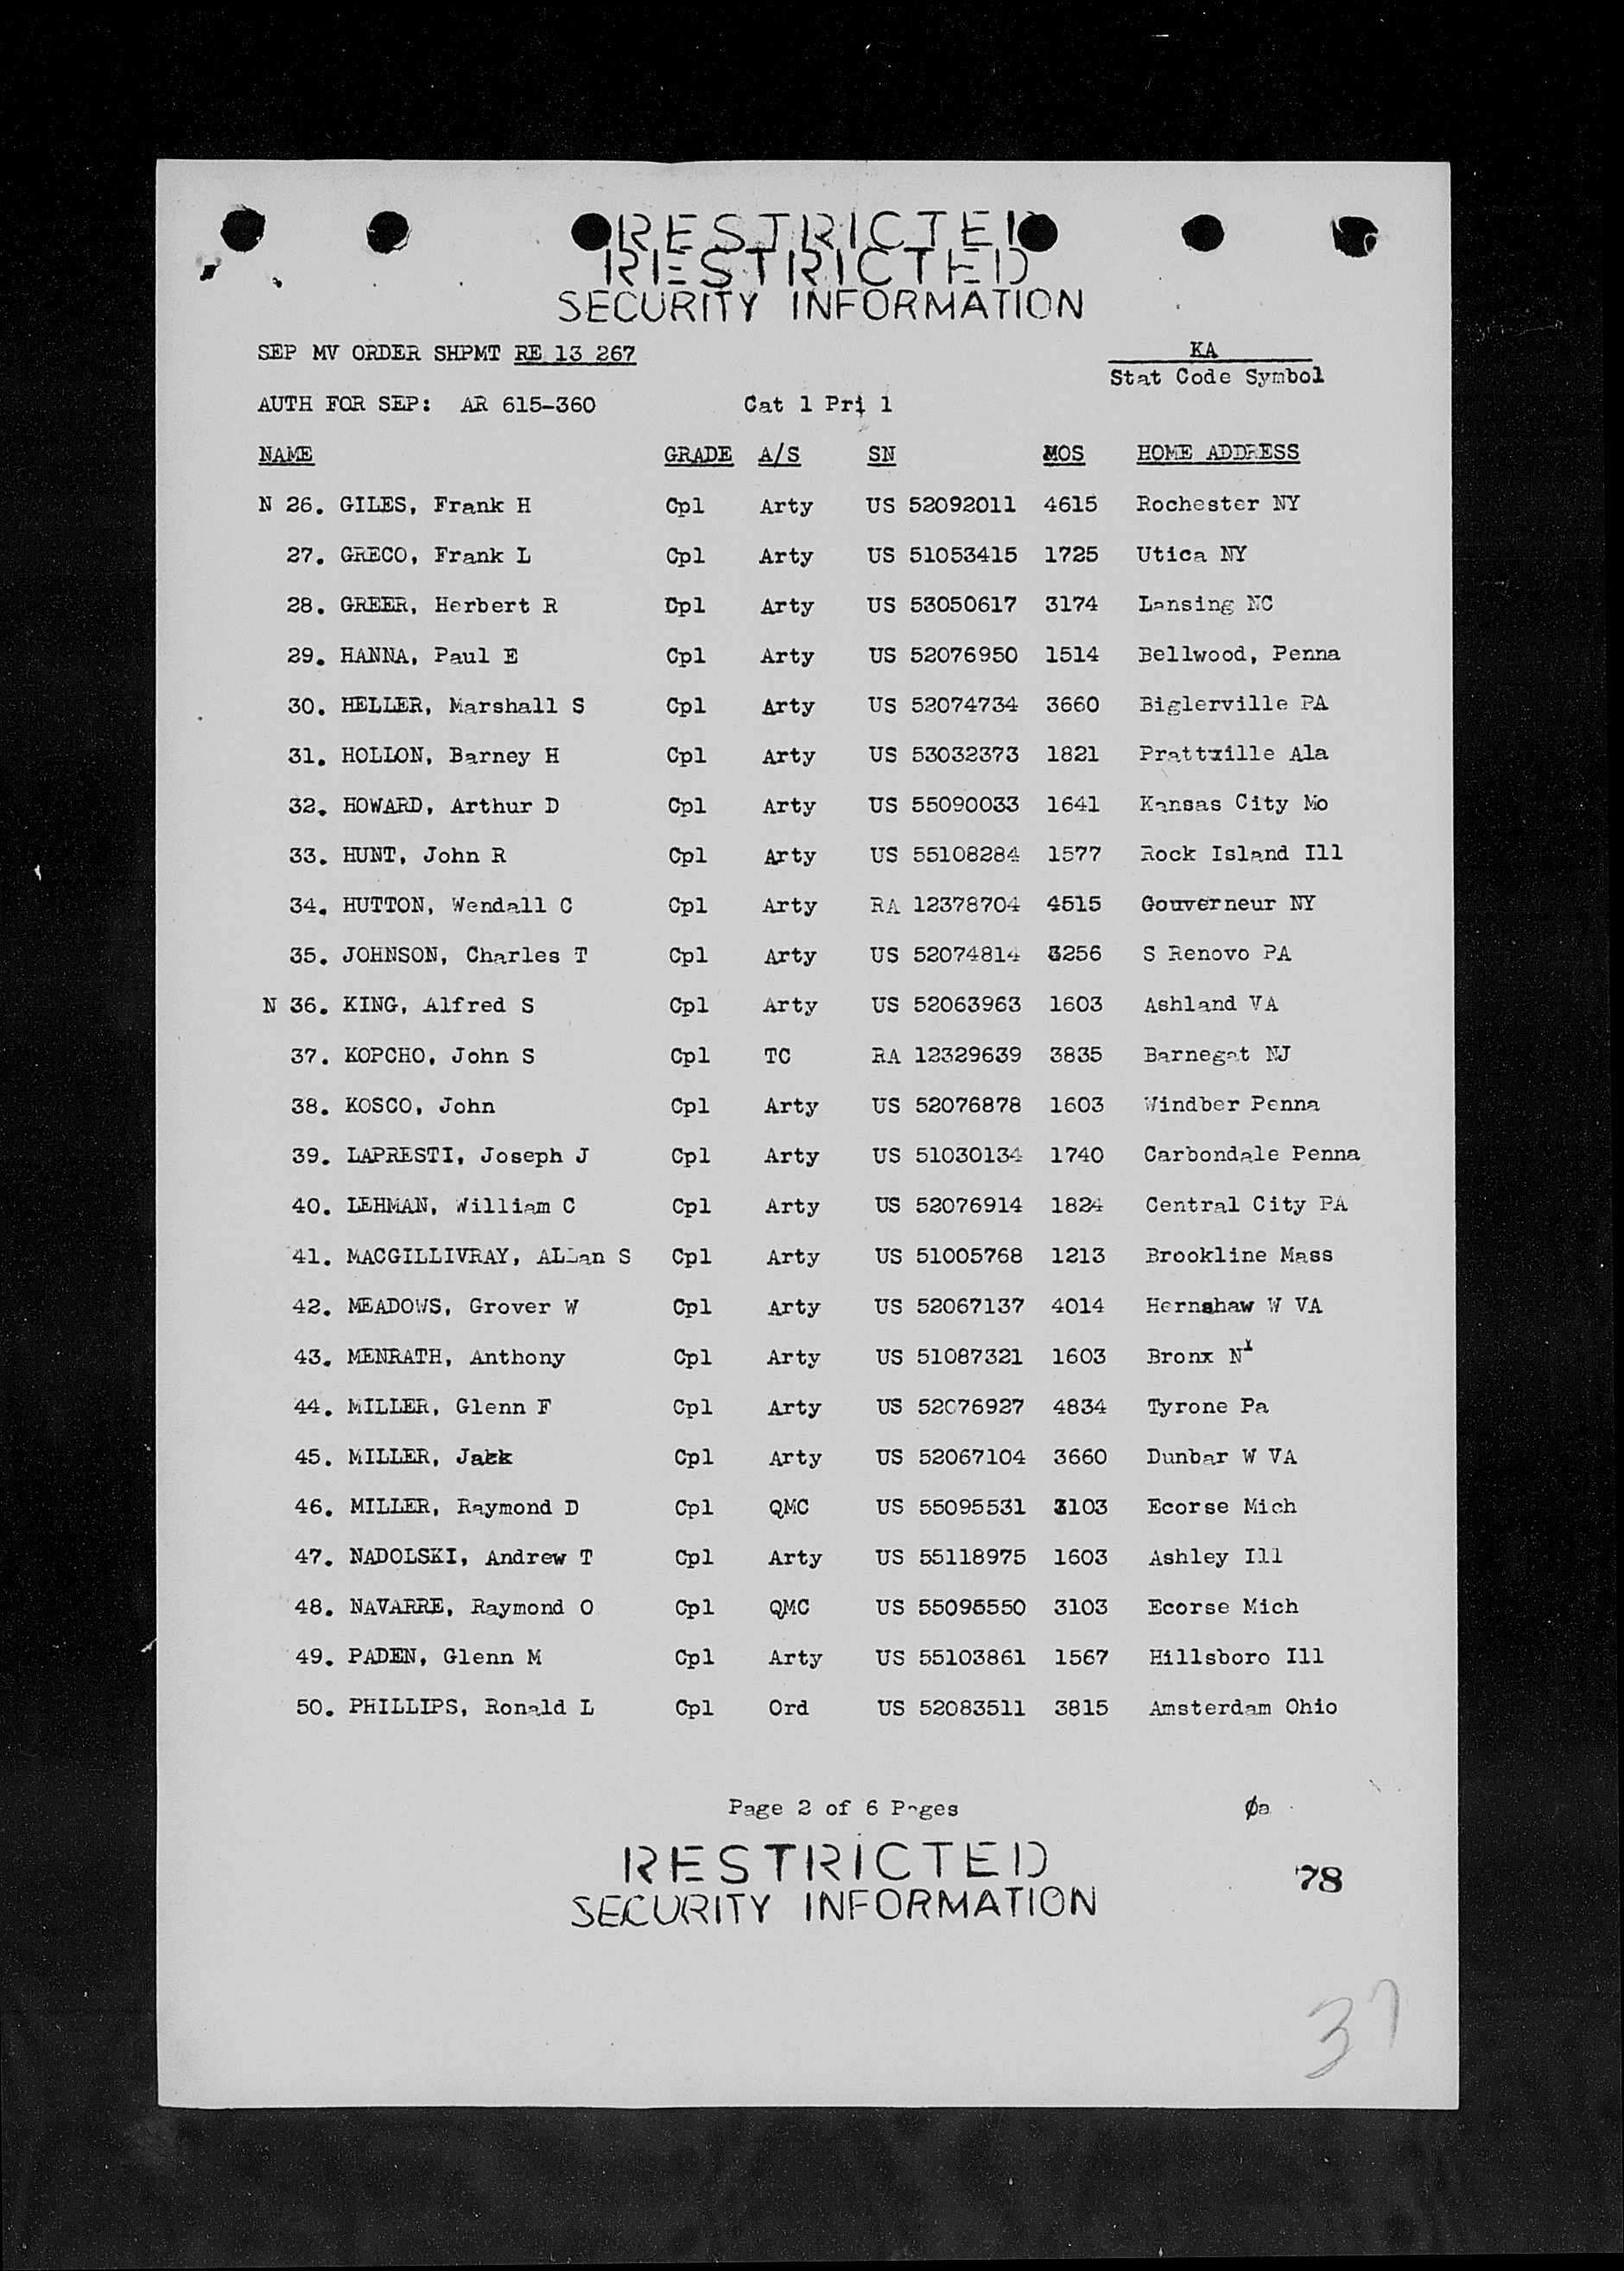 RESTRICTED
RESTRICTED
SECURITY INFORMATION
SEP MV ORDER SHPMT RE 13 267 KA
Stat Code Symbol
AUTH FOR SEP: AR 615-360 Cat 1 Pri 1
NAME GRADE A/S SN MOS HOME ADDRESS
N 26. GILES, Frank H Cpl Arty US 52092011 4615 Rochester NY
27. GRECO, Frank L Cpl Arty US 51053415 1725 Utica NY
28. GREER, Herbert R Cpl Arty US 53050617 3174 Lansing NC
29. HANNA, Paul E Cpl Arty US 52076950 1514 Bellwood, Penna
30. HELLER, Marshall S Cpl Arty US 52074734 3660 Biglerville PA
31. HOLLON, Barney H Cpl Arty US 53032373 1821 Prattxille Ala
32. HOWARD, Arthur D Cpl Arty US 55090033 1641 Kansas City Mo
33. HUNT, John R Cpl Arty US 55108284 1577 Rock Island Ill
34. HUTTON, Wendall C Cpl Arty RA 12378704 4515 Gouverneur NY
35. JOHNSON, Charles T Cpl Arty US 52074814 3256 S Renovo PA
N 36. KING, Alfred S Cpl Arty US 52063963 1603 Ashland VA
37. KOPCHO, John S Cpl TC RA 12329639 3835 Barnegat NJ
38. KOSCO, John Cpl Arty US 52076878 1603 Windber Penna
39. LAPRESTI, Joseph J Cpl Arty US 51030134 1740 Carbondale Penna
40. LEHMAN, William C Cpl Arty US 52076914 1824 Central City PA
41. MACGILLIVRAY, ALLan S Cpl Arty US 51005768 1213 Brookline Mass
42. MEADOWS, Grover W Cpl Arty US 52067137 4014 Hernshaw W VA
43. MENRATH, Anthony Cpl Arty US 51087321 1603 Bronx NY
44. MILLER, Glenn F Cpl Arty US 52076927 4834 Tyrone Pa
45. MILLER, Jack Cpl Arty US 52067104 3660 Dunbar W VA
46. MILLER, Raymond D Cpl QMC US 55095531 3103 Ecorse Mich
47. NADOLSKI, Andrew T Cpl Arty US 55118975 1603 Ashley Ill
48. NAVARRE, Raymond O Cpl QMC US 55095550 3103 Ecorse Mich
49. PADEN, Glenn M Cpl Arty US 55103861 1567 Hillsboro Ill
50. PHILLIPS, Ronald L Cpl Ord US 52083511 3815 Amsterdam Ohio
Page 2 of 6 Pages
RESTRICTED
SECURITY INFORMATION
78
37